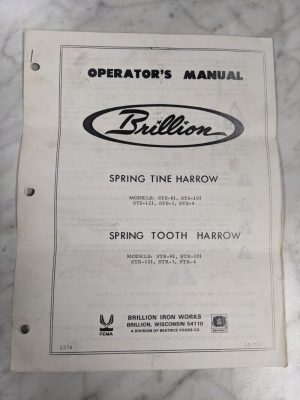 OPERATOR'S MANUAL
Brillion
SPRING TINE HARROW
MODELS: STS-81, STS-101
STS-121, STS-3, STS-4
SPRING TOOTH HARROW
MODELS: STR-81, STR-101
STR-121, STR-3, STR-4
FEMA
BRILLION IRON WORKS
BRILLION, WISCONSIN 54110
A DIVISION OF BEATRICE FOODS CO.